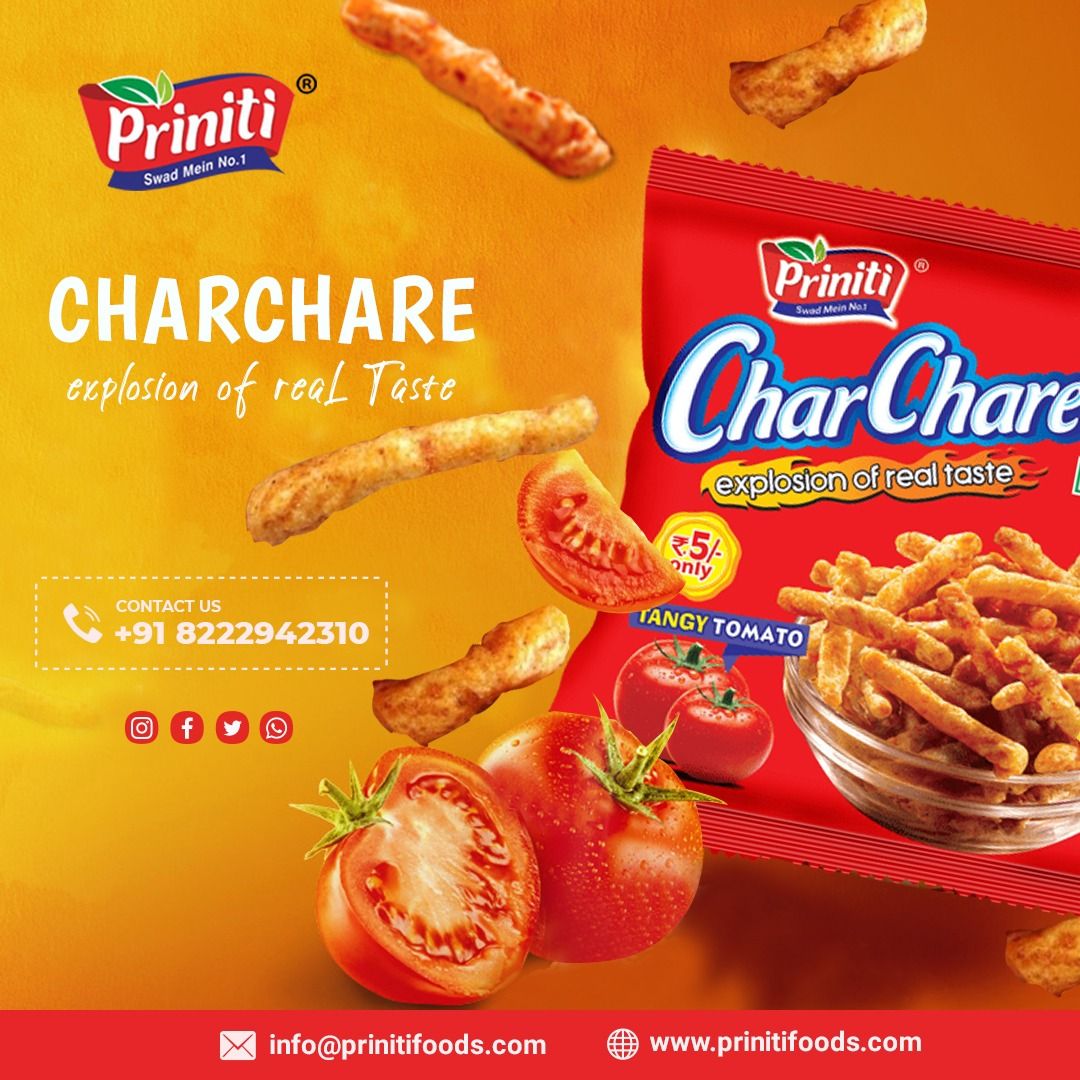 Priniti ®
Swad Mein No.1
CHARCHARE
explosion of reaL Taste
CONTACT US
+91 8222942310
Priniti ®
Swad Mein No.1
CharChare
explosion of real taste
₹.5/-
only
TANGY TOMATO
info@prinitifoods.com
www.prinitifoods.com